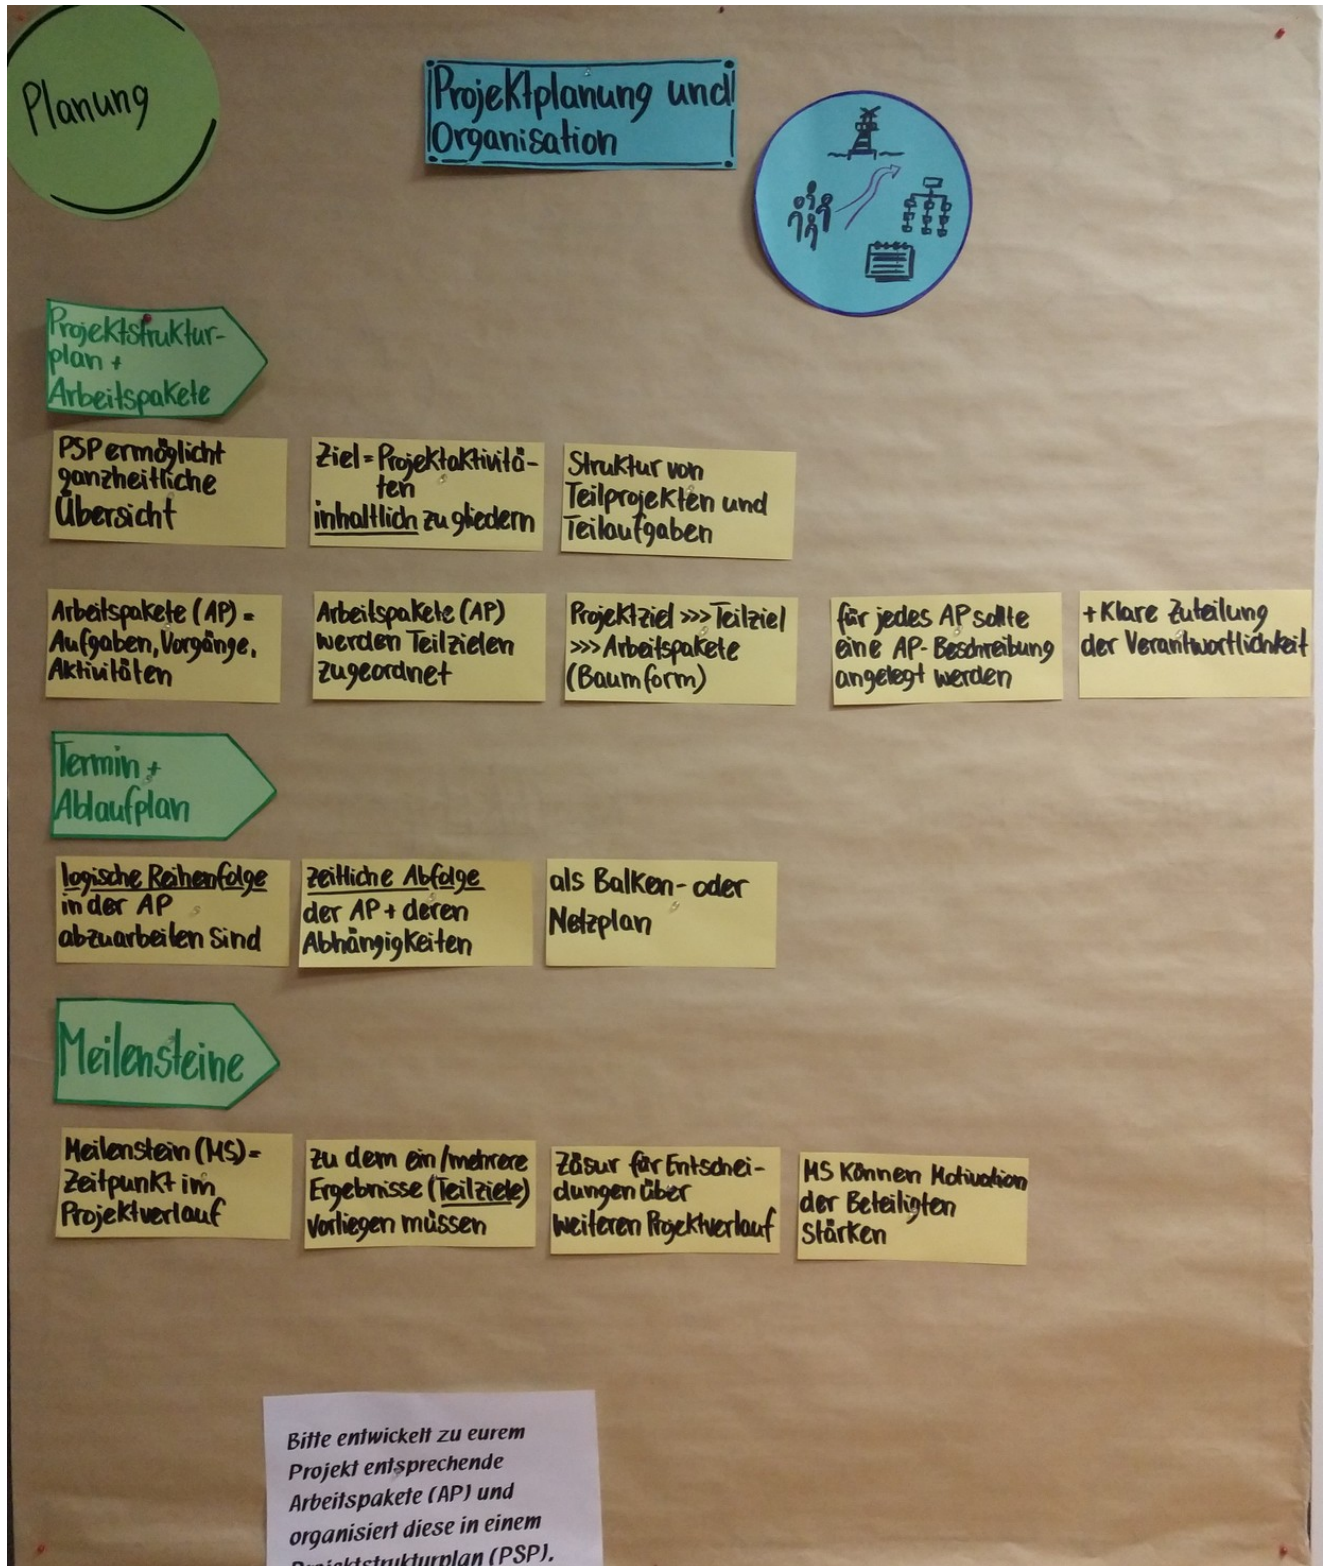 Planung
Projektplanung und
Organisation
Projektstruktur-
plan +
Arbeitspakete
PSP ermöglicht
ganzheitliche
Übersicht
Ziel = Projektaktivitä-
ten
inhaltlich zu gliedern
Struktur von
Teilprojekten und
Teilaufgaben
Arbeitspakete (AP) =
Aufgaben, Vorgänge,
Aktivitäten
Arbeitspakete (AP)
werden Teilzielen
zugeordnet
Projektziel >>> Teilziel
>>> Arbeitspakete
(Baumform)
für jedes AP sollte
eine AP-Beschreibung
angelegt werden
+ Klare Zuteilung
der Verantwortlichkeit
Termin +
Ablaufplan
logische Reihenfolge
in der AP
abzuarbeiten sind
zeitliche Abfolge
der AP + deren
Abhängigkeiten
als Balken- oder
Netzplan
Meilensteine
Meilenstein (MS) =
Zeitpunkt im
Projektverlauf
zu dem ein/mehrere
Ergebnisse (Teilziele)
vorliegen müssen
Zäsur für Entschei-
dungen über
weiteren Projektverlauf
MS können Motivation
der Beteiligten
stärken
Bitte entwickelt zu eurem
Projekt entsprechende
Arbeitspakete (AP) und
organisiert diese in einem
Projektstrukturplan (PSP).